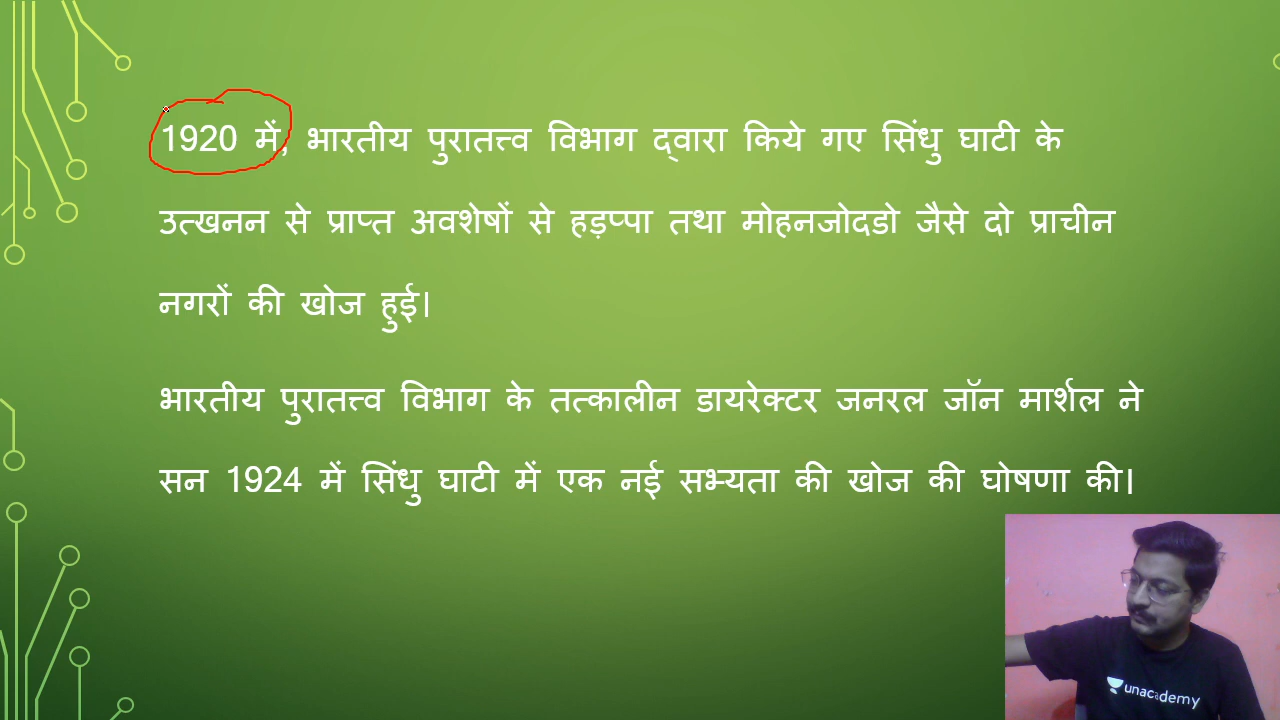 1920 में, भारतीय पुरातत्त्व विभाग द्वारा किये गए सिंधु घाटी के
उत्खनन से प्राप्त अवशेषों से हड़प्पा तथा मोहनजोदडो जैसे दो प्राचीन
नगरों की खोज हुई।
भारतीय पुरातत्त्व विभाग के तत्कालीन डायरेक्टर जनरल जॉन मार्शल ने
सन 1924 में सिंधु घाटी में एक नई सभ्यता की खोज की घोषणा की।
unacademy